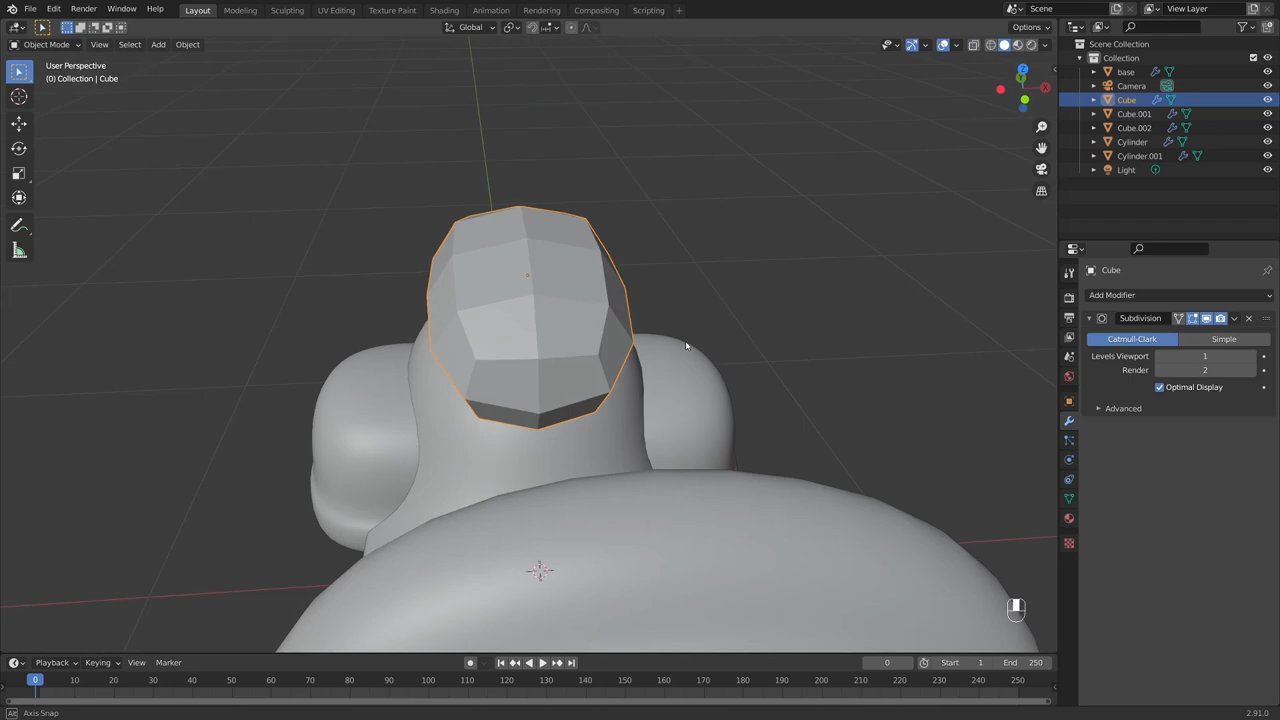 File Edit Render Window Help Layout Modeling Sculpting UV Editing Texture Paint Shading Animation Rendering Compositing Scripting + Scene View Layer
Global Options
Object Mode View Select Add Object
User Perspective
(0) Collection | Cube
Z
Y
X
Scene Collection
Collection
base
Camera
Cube
Cube.001
Cube.002
Cylinder
Cylinder.001
Light
Cube
Add Modifier
Subdivision
Catmull-Clark Simple
Levels Viewport 1
Render 2
Optimal Display
Advanced
Playback Keying View Marker 0 Start 1 End 250
0 10 20 30 40 50 60 70 80 90 100 110 120 130 140 150 160 170 180 190 200 210 220 230 240 250
Alt Axis Snap 2.91.0